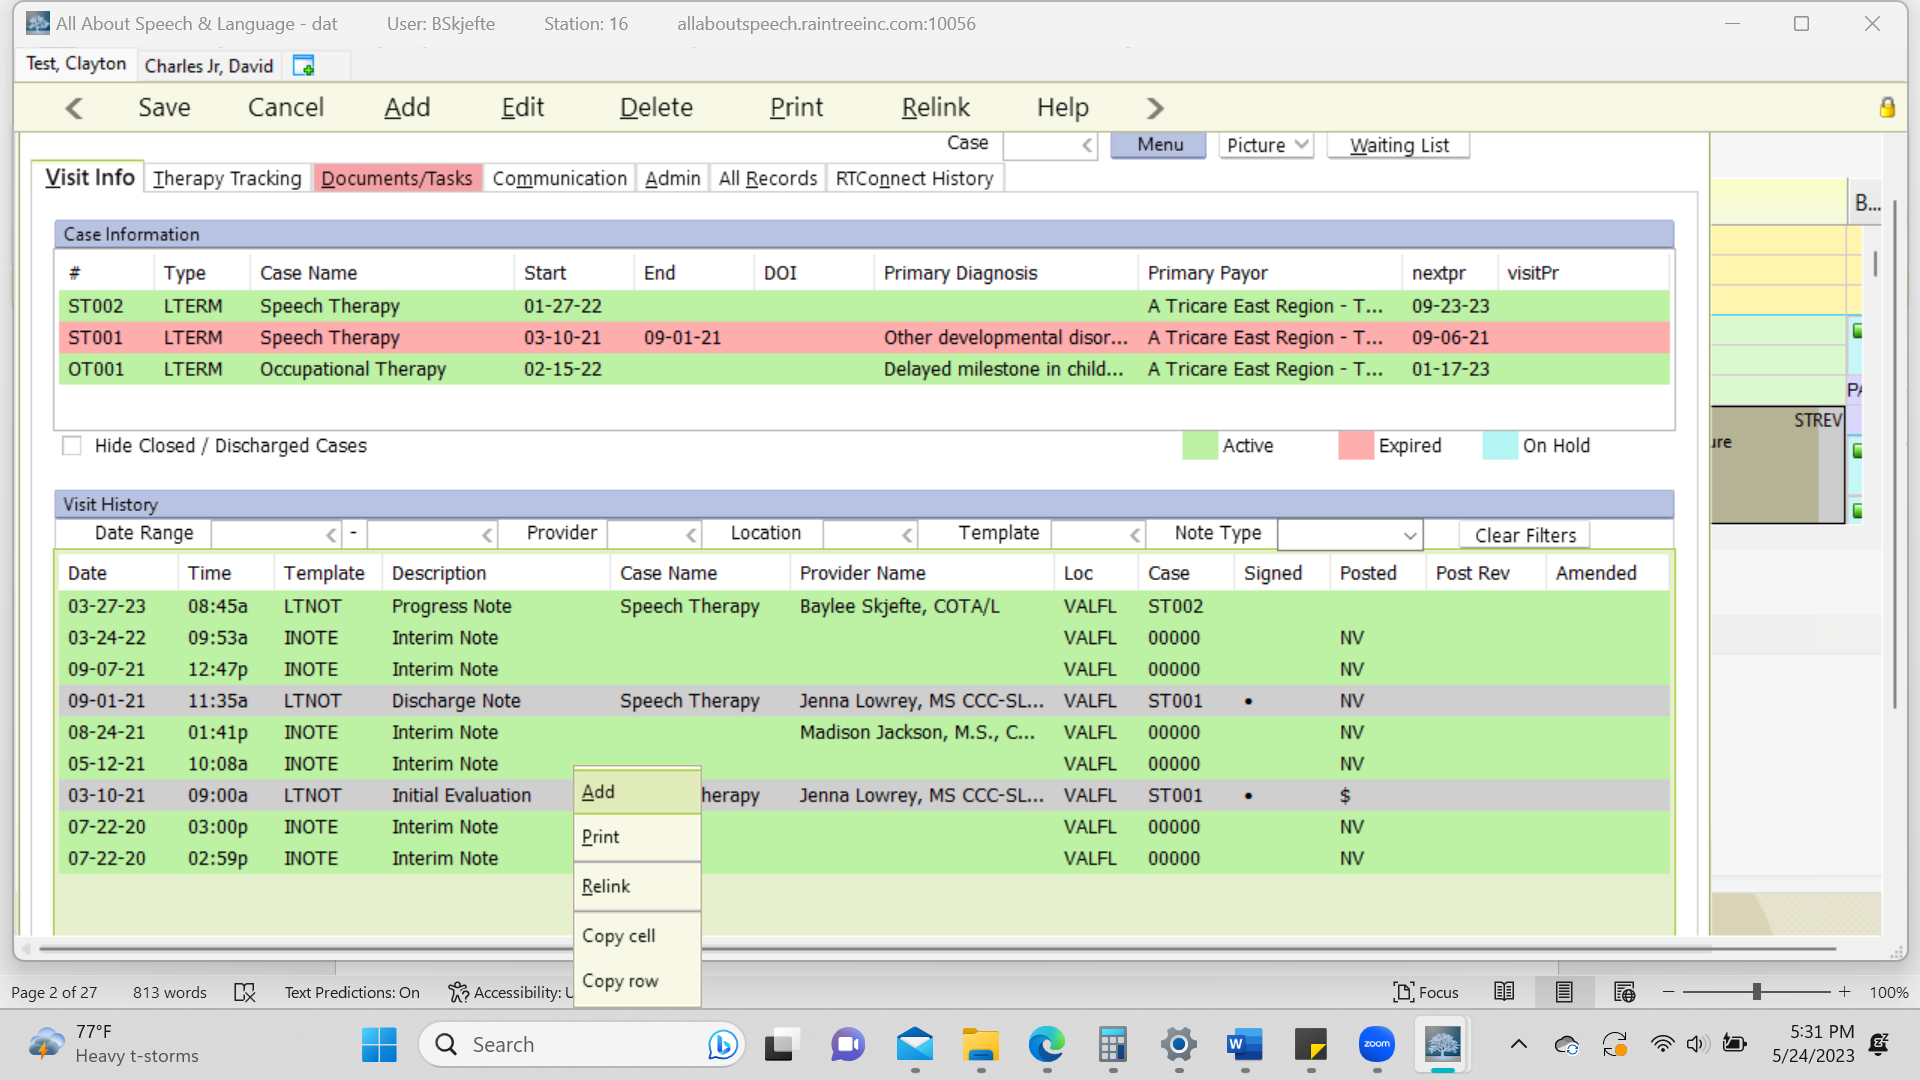 All About Speech & Language - dat User: BSkjefte Station: 16 allaboutspeech.raintreeinc.com:10056
Test, Clayton Charles Jr, David
Save Cancel Add Edit Delete Print Relink Help
Case Menu Picture Waiting List
Visit Info Therapy Tracking Documents/Tasks Communication Admin All Records RTConnect History
B...
Case Information
# Type Case Name Start End DOI Primary Diagnosis Primary Payor nextpr visitPr
ST002 LTERM Speech Therapy 01-27-22 A Tricare East Region - T... 09-23-23
ST001 LTERM Speech Therapy 03-10-21 09-01-21 Other developmental disor... A Tricare East Region - T... 09-06-21
OT001 LTERM Occupational Therapy 02-15-22 Delayed milestone in child... A Tricare East Region - T... 01-17-23
STREV
Hide Closed / Discharged Cases Active Expired On Hold
Visit History
Date Range - Provider Location Template Note Type Clear Filters
Date Time Template Description Case Name Provider Name Loc Case Signed Posted Post Rev Amended
03-27-23 08:45a LTNOT Progress Note Speech Therapy Baylee Skjefte, COTA/L VALFL ST002
03-24-22 09:53a INOTE Interim Note VALFL 00000 NV
09-07-21 12:47p INOTE Interim Note VALFL 00000 NV
09-01-21 11:35a LTNOT Discharge Note Speech Therapy Jenna Lowrey, MS CCC-SL... VALFL ST001 • NV
08-24-21 01:41p INOTE Interim Note Madison Jackson, M.S., C... VALFL 00000 NV
05-12-21 10:08a INOTE Interim Note VALFL 00000 NV
03-10-21 09:00a LTNOT Initial Evaluation herapy Jenna Lowrey, MS CCC-SL... VALFL ST001 • $
07-22-20 03:00p INOTE Interim Note VALFL 00000 NV
07-22-20 02:59p INOTE Interim Note VALFL 00000 NV
Add
Print
Relink
Copy cell
Copy row
Page 2 of 27 813 words Text Predictions: On Accessibility: Focus 100%
77°F
Heavy t-storms
Search
zoom
5:31 PM
5/24/2023